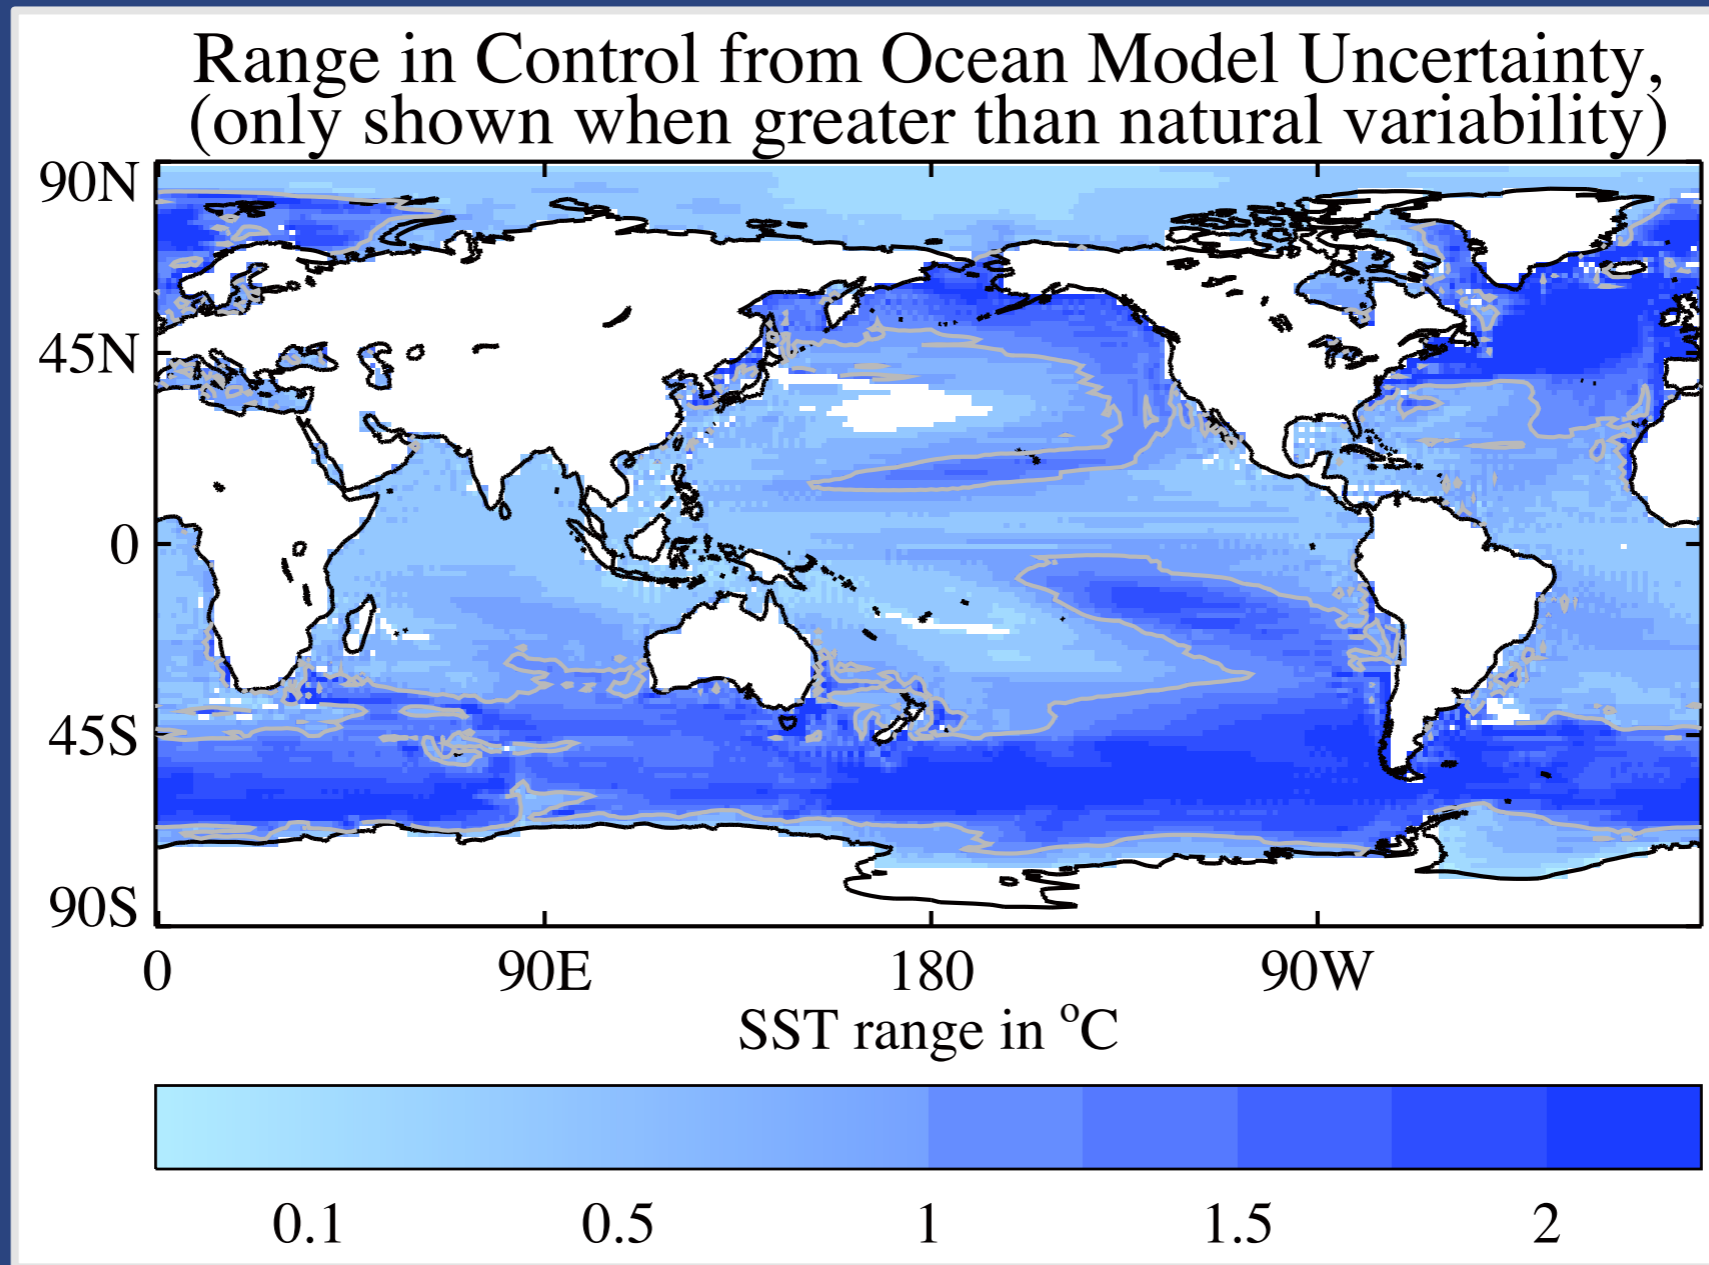 Range in Control from Ocean Model Uncertainty,
(only shown when greater than natural variability)
90N
45N
0
45S
90S
0 90E 180 90W
SST range in °C
0.1 0.5 1 1.5 2